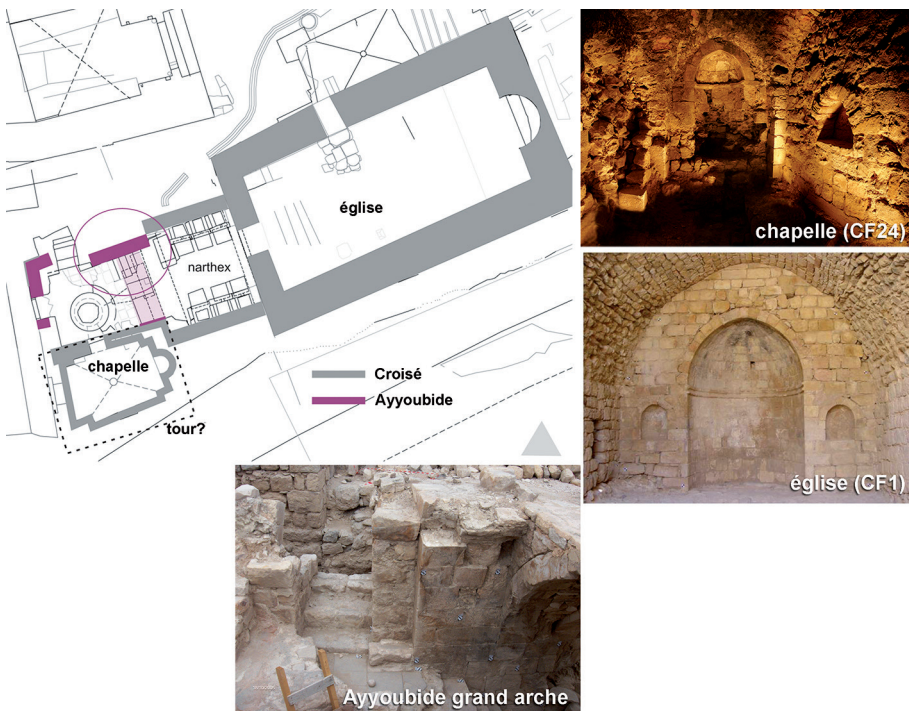 église
narthex
chapelle
tour?
Croisé
Ayyoubide
chapelle (CF24)
église (CF1)
Ayyoubide grand arche